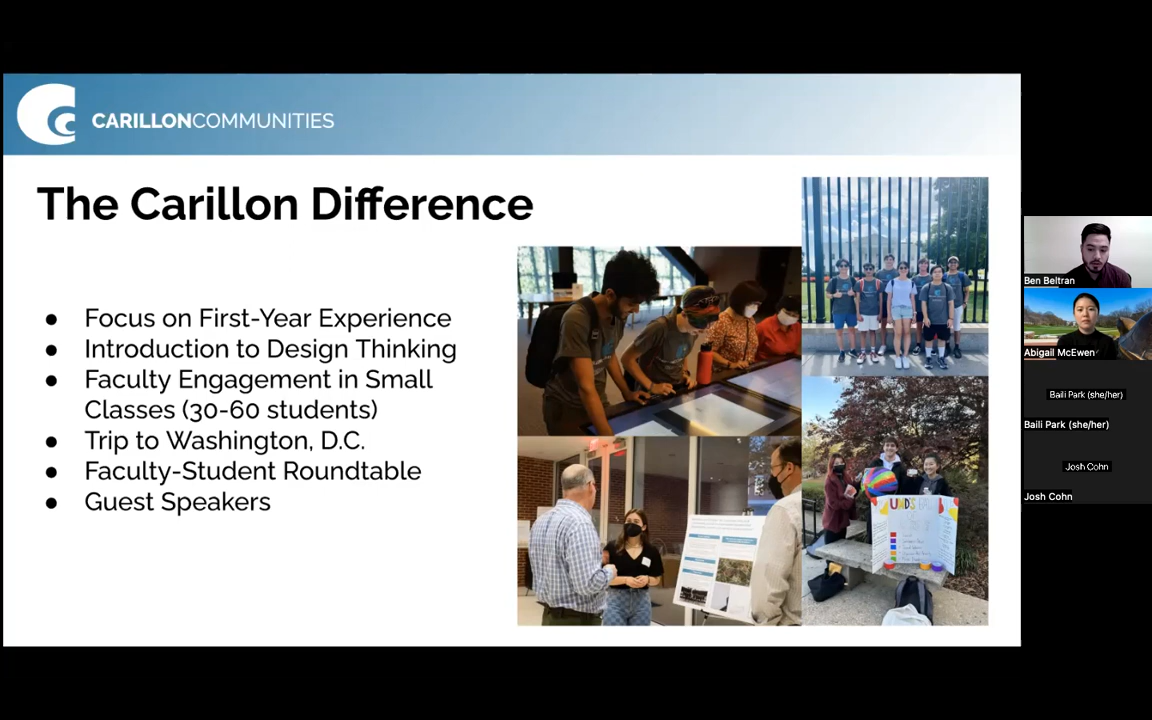 CARILLONCOMMUNITIES
The Carillon Difference
● Focus on First-Year Experience
● Introduction to Design Thinking
● Faculty Engagement in Small
Classes (30-60 students)
● Trip to Washington, D.C.
● Faculty-Student Roundtable
● Guest Speakers
Ben Beltran
Abigail McEwen
Baili Park (she/her)
Baili Park (she/her)
Josh Cohn
Josh Cohn